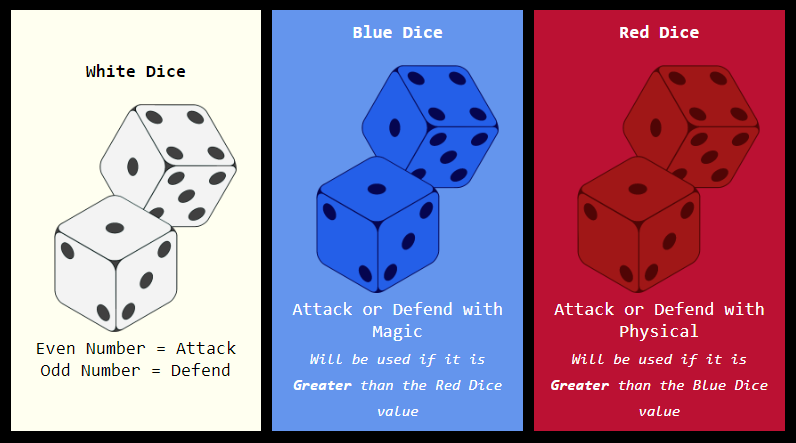 White Dice
Even Number = Attack
Odd Number = Defend
Blue Dice
Attack or Defend with
Magic
Will be used if it is
Greater than the Red Dice
value
Red Dice
Attack or Defend with
Physical
Will be used if it is
Greater than the Blue Dice
value